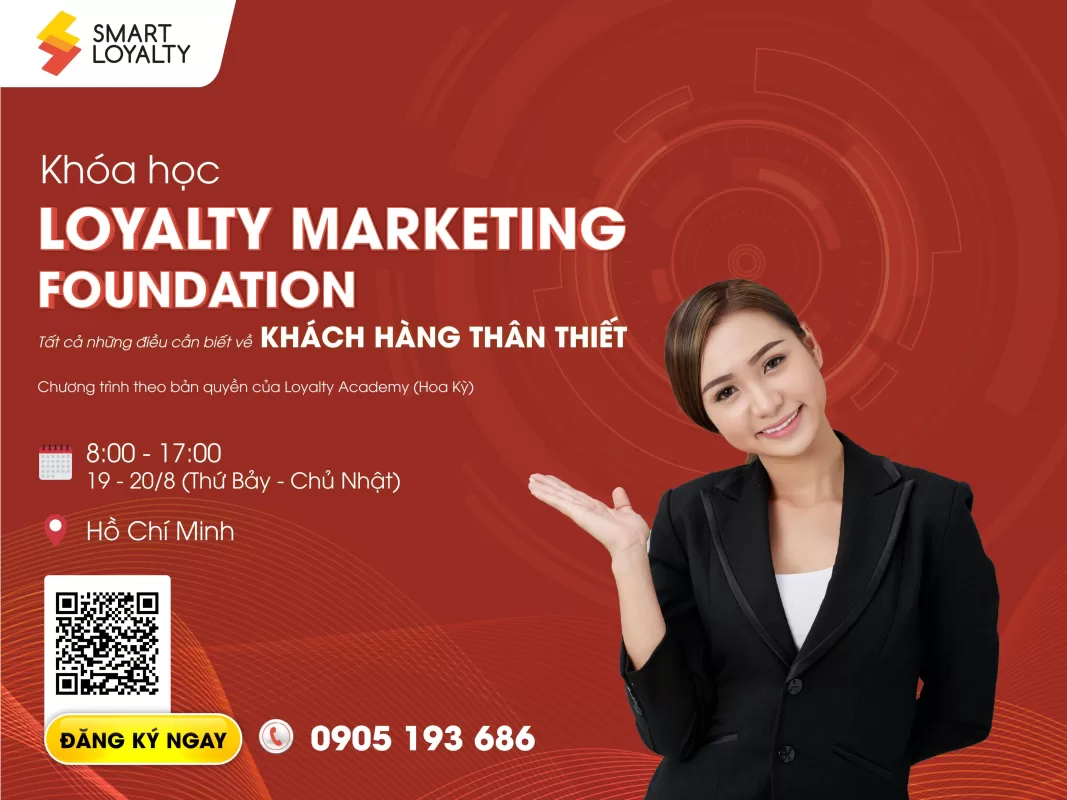 SMART
LOYALTY
Khóa học
LOYALTY MARKETING
FOUNDATION
Tất cả những điều cần biết về KHÁCH HÀNG THÂN THIẾT
Chương trình theo bản quyền của Loyalty Academy (Hoa Kỳ)
8:00 - 17:00
19 - 20/8 (Thứ Bảy - Chủ Nhật)
Hồ Chí Minh
ĐĂNG KÝ NGAY
0905 193 686